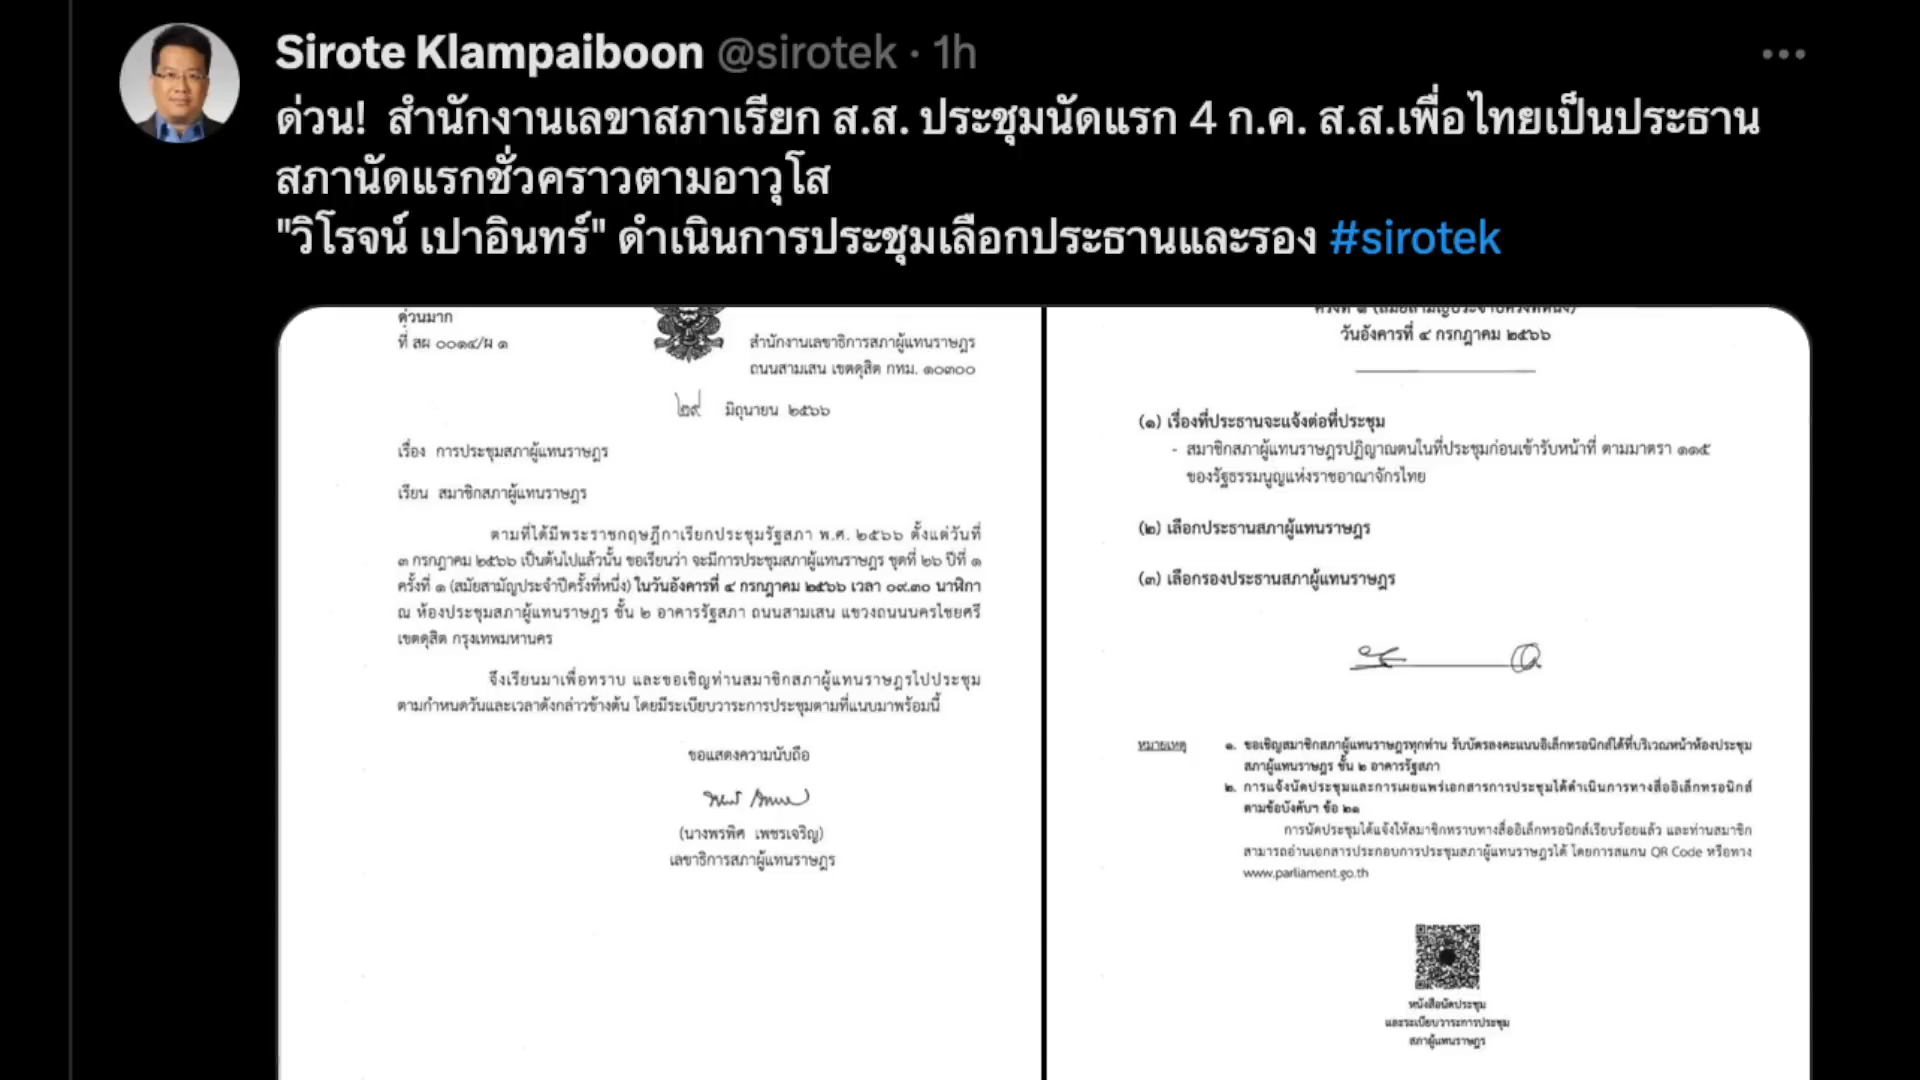 Sirote Klampaiboon @sirotek · 1h
ด่วน! สำนักงานเลขาสภาเรียก ส.ส. ประชุมนัดแรก 4 ก.ค. ส.ส.เพื่อไทยเป็นประธาน
สภานัดแรกชั่วคราวตามอาวุโส
"วิโรจน์ เปาอินทร์" ดำเนินการประชุมเลือกประธานและรอง #sirotek
ด่วนมาก
ที่ สผ ๐๐๑๔/ผ ๑
สำนักงานเลขาธิการสภาผู้แทนราษฎร
ถนนสามเสน เขตดุสิต กทม. ๑๐๓๐๐
๒๙ มิถุนายน ๒๕๖๖
เรื่อง การประชุมสภาผู้แทนราษฎร
เรียน สมาชิกสภาผู้แทนราษฎร
ตามที่ได้มีพระราชกฤษฎีกาเรียกประชุมรัฐสภา พ.ศ. ๒๕๖๖ ตั้งแต่วันที่
๓ กรกฎาคม ๒๕๖๖ เป็นต้นไปแล้วนั้น ขอเรียนว่า จะมีการประชุมสภาผู้แทนราษฎร ชุดที่ ๒๖ ปีที่ ๑
ครั้งที่ ๑ (สมัยสามัญประจำปีครั้งที่หนึ่ง) ในวันอังคารที่ ๔ กรกฎาคม ๒๕๖๖ เวลา ๐๙.๓๐ นาฬิกา
ณ ห้องประชุมสภาผู้แทนราษฎร ชั้น ๒ อาคารรัฐสภา ถนนสามเสน แขวงถนนนครไชยศรี
เขตดุสิต กรุงเทพมหานคร
จึงเรียนมาเพื่อทราบ และขอเชิญท่านสมาชิกสภาผู้แทนราษฎรไปประชุม
ตามกำหนดวันและเวลาดังกล่าวข้างต้น โดยมีระเบียบวาระการประชุมตามที่แนบมาพร้อมนี้
ขอแสดงความนับถือ
(นางพรพิศ เพชรเจริญ)
เลขาธิการสภาผู้แทนราษฎร
ครั้งที่ ๑ (สมัยสามัญประจำปีครั้งที่หนึ่ง)
วันอังคารที่ ๔ กรกฎาคม ๒๕๖๖
(๑) เรื่องที่ประธานจะแจ้งต่อที่ประชุม
- สมาชิกสภาผู้แทนราษฎรปฏิญาณตนในที่ประชุมก่อนเข้ารับหน้าที่ ตามมาตรา ๑๑๕
ของรัฐธรรมนูญแห่งราชอาณาจักรไทย
(๒) เลือกประธานสภาผู้แทนราษฎร
(๓) เลือกรองประธานสภาผู้แทนราษฎร
หมายเหตุ ๑. ขอเชิญสมาชิกสภาผู้แทนราษฎรทุกท่าน รับบัตรลงคะแนนอิเล็กทรอนิกส์ได้ที่บริเวณหน้าห้องประชุม
สภาผู้แทนราษฎร ชั้น ๒ อาคารรัฐสภา
๒. การแจ้งนัดประชุมและการเผยแพร่เอกสารการประชุมได้ดำเนินการทางสื่ออิเล็กทรอนิกส์
ตามข้อบังคับฯ ข้อ ๒๑
การนัดประชุมได้แจ้งให้สมาชิกทราบทางสื่ออิเล็กทรอนิกส์เรียบร้อยแล้ว และท่านสมาชิก
สามารถอ่านเอกสารประกอบการประชุมสภาผู้แทนราษฎรได้ โดยการสแกน QR Code หรือทาง
www.parliament.go.th
หนังสือนัดประชุม
และระเบียบวาระการประชุม
สภาผู้แทนราษฎร